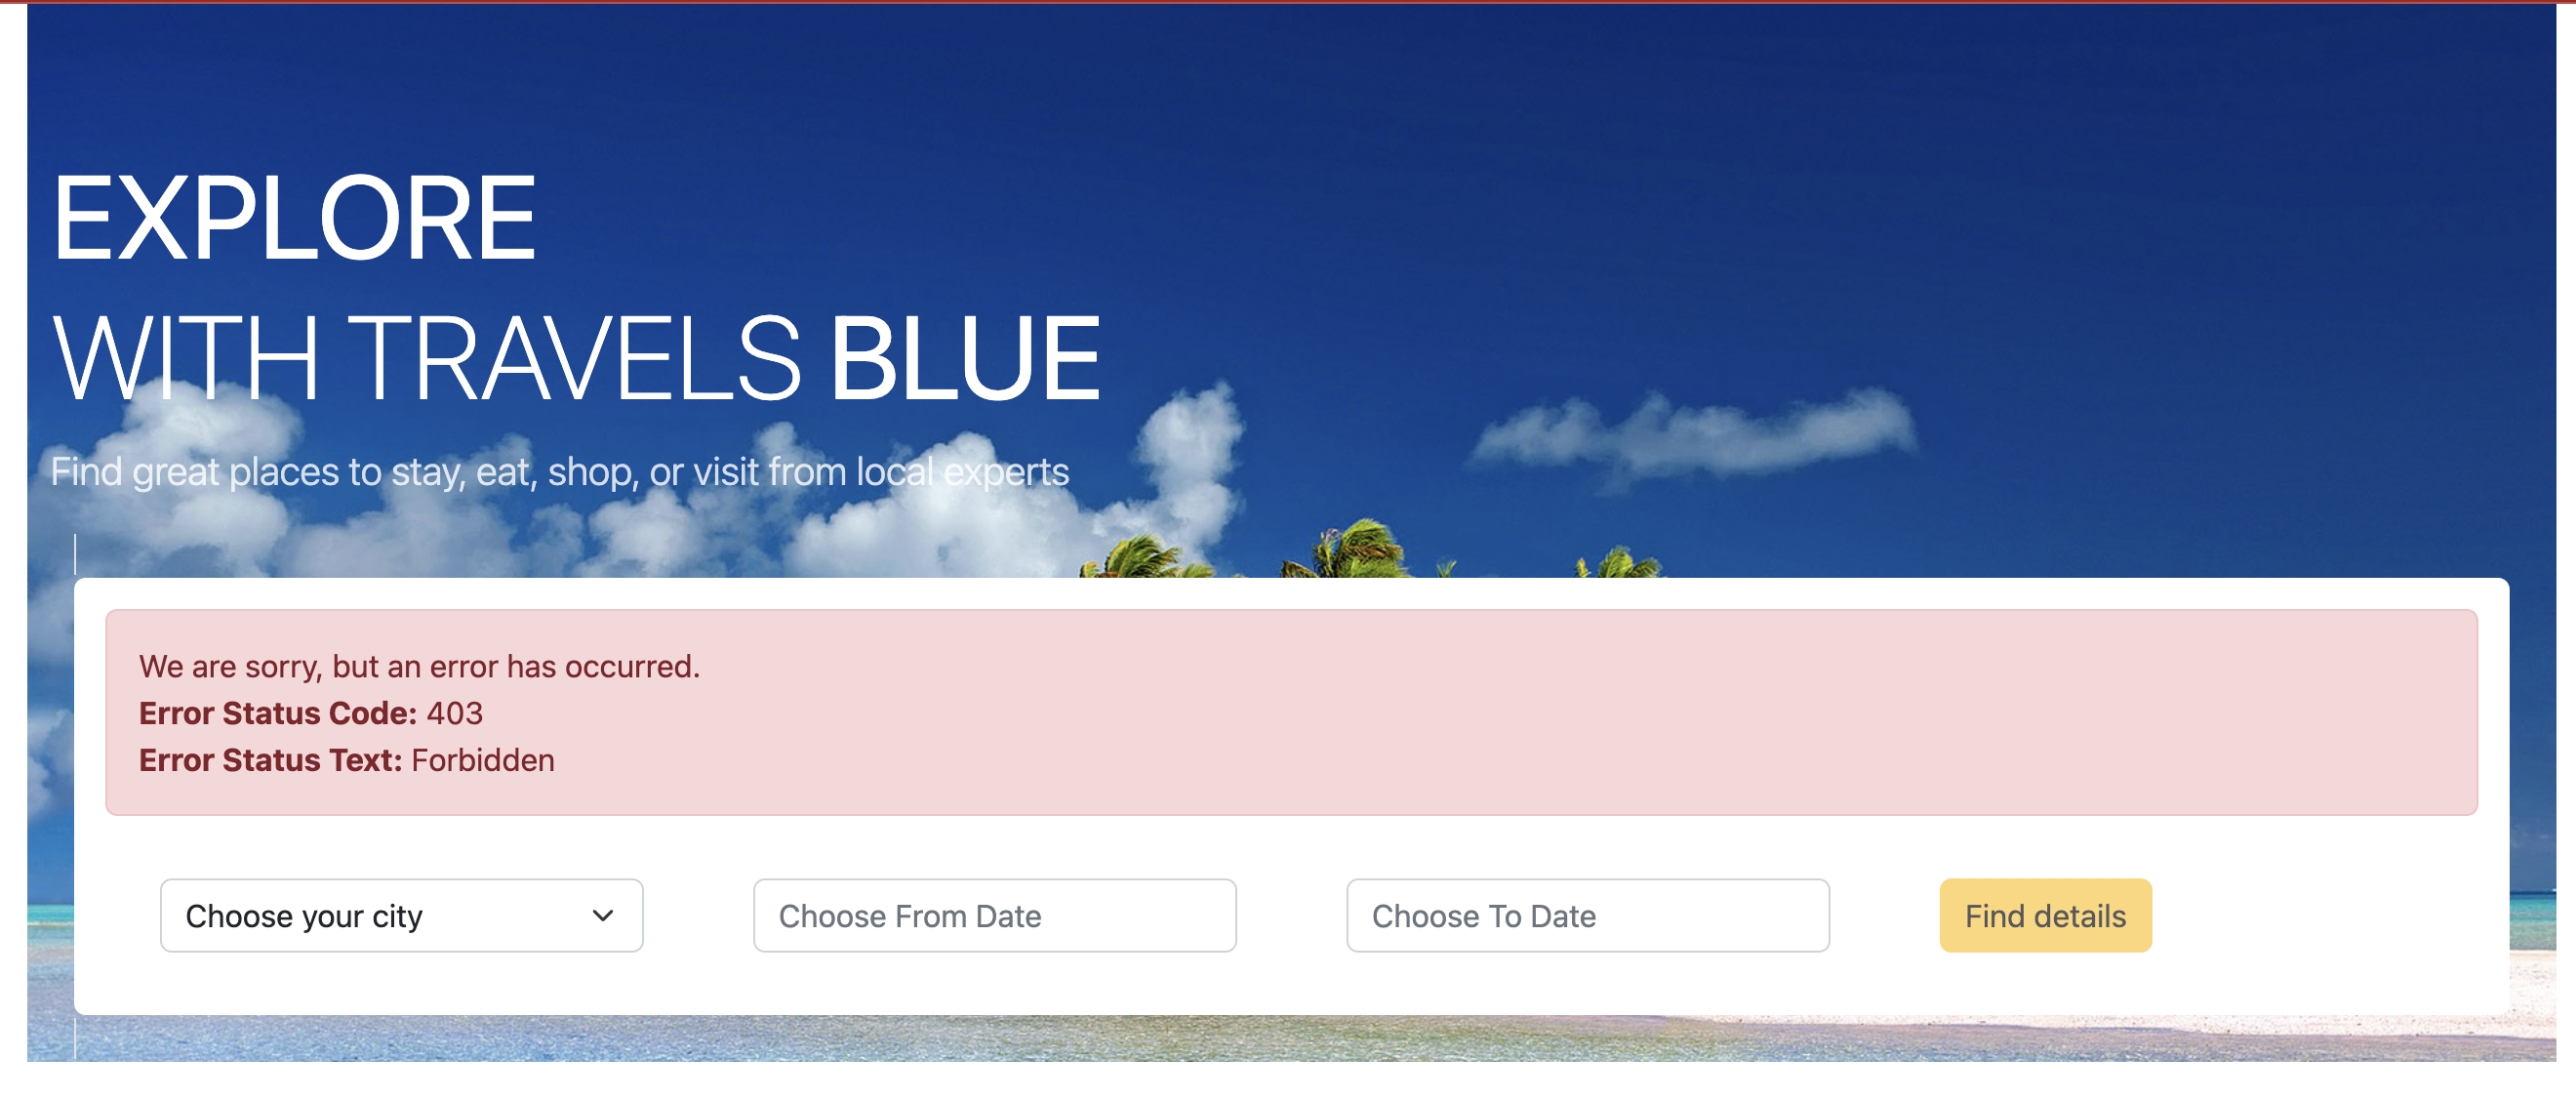 EXPLORE
WITH TRAVELS BLUE
Find great places to stay, eat, shop, or visit from local experts
We are sorry, but an error has occurred.
Error Status Code: 403
Error Status Text: Forbidden
Choose your city
Choose From Date
Choose To Date
Find details